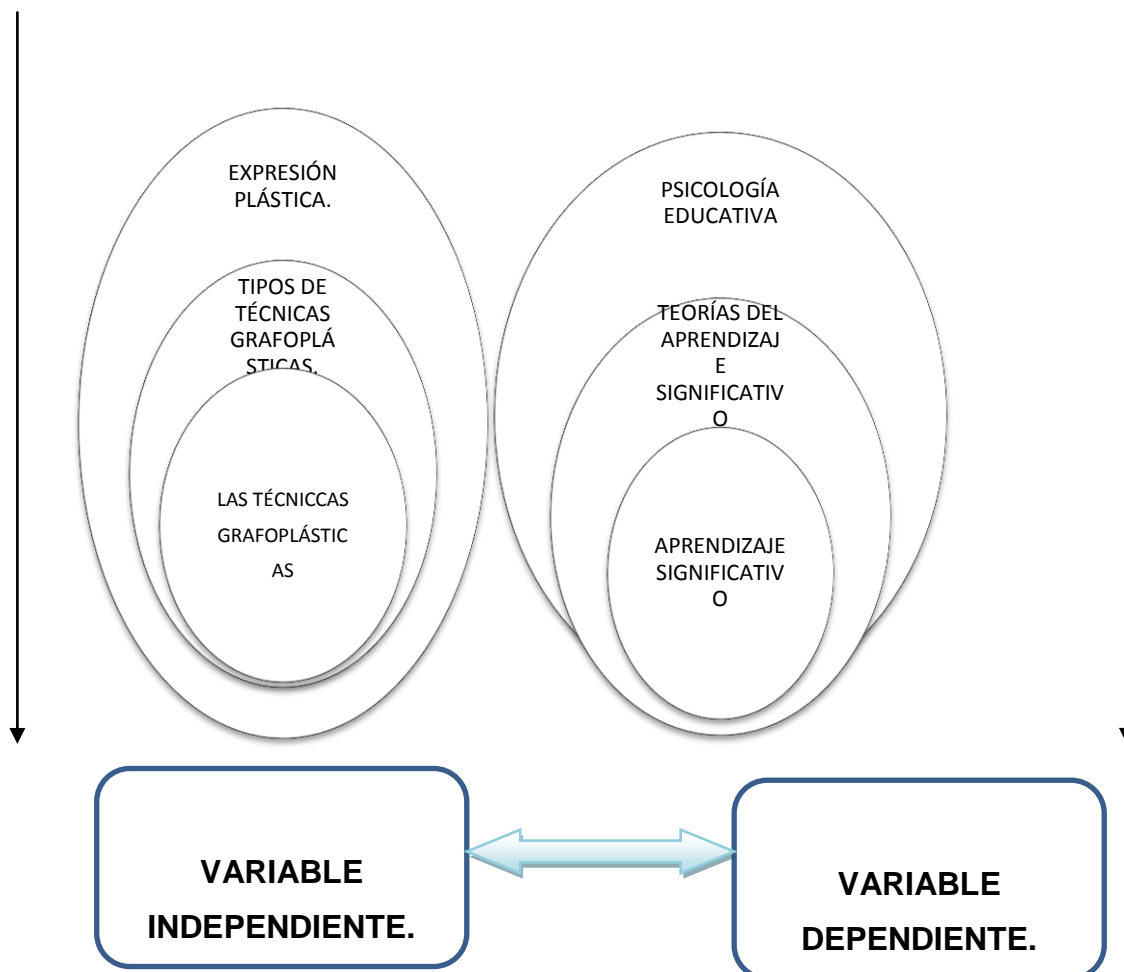 EXPRESIÓN
PLÁSTICA.
TIPOS DE
TÉCNICAS
GRAFOPLÁ
STICAS.
LAS TÉCNICCAS
GRAFOPLÁSTIC
AS
PSICOLOGÍA
EDUCATIVA
TEORÍAS DEL
APRENDIZAJ
E
SIGNIFICATIV
O
APRENDIZAJE
SIGNIFICATIV
O
VARIABLE
INDEPENDIENTE.
VARIABLE
DEPENDIENTE.